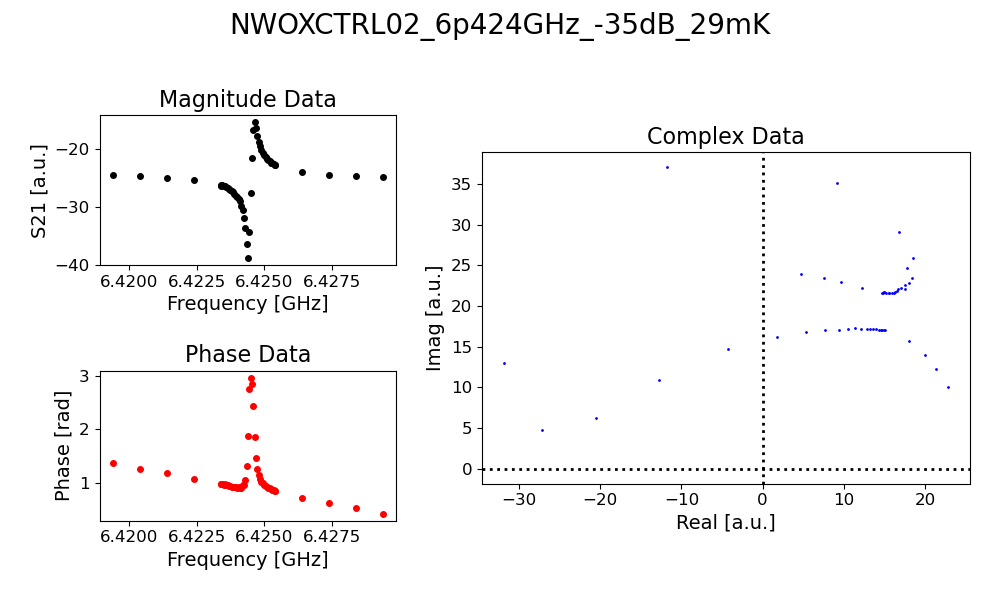 NWOXCTRL02_6p424GHz_-35dB_29mK
Magnitude Data
S21 [a.u.]
−20
−30
−40
6.4200 6.4225 6.4250 6.4275
Frequency [GHz]
Phase Data
Phase [rad]
3
2
1
6.4200 6.4225 6.4250 6.4275
Frequency [GHz]
Complex Data
Imag [a.u.]
35
30
25
20
15
10
5
0
−30 −20 −10 0 10 20
Real [a.u.]